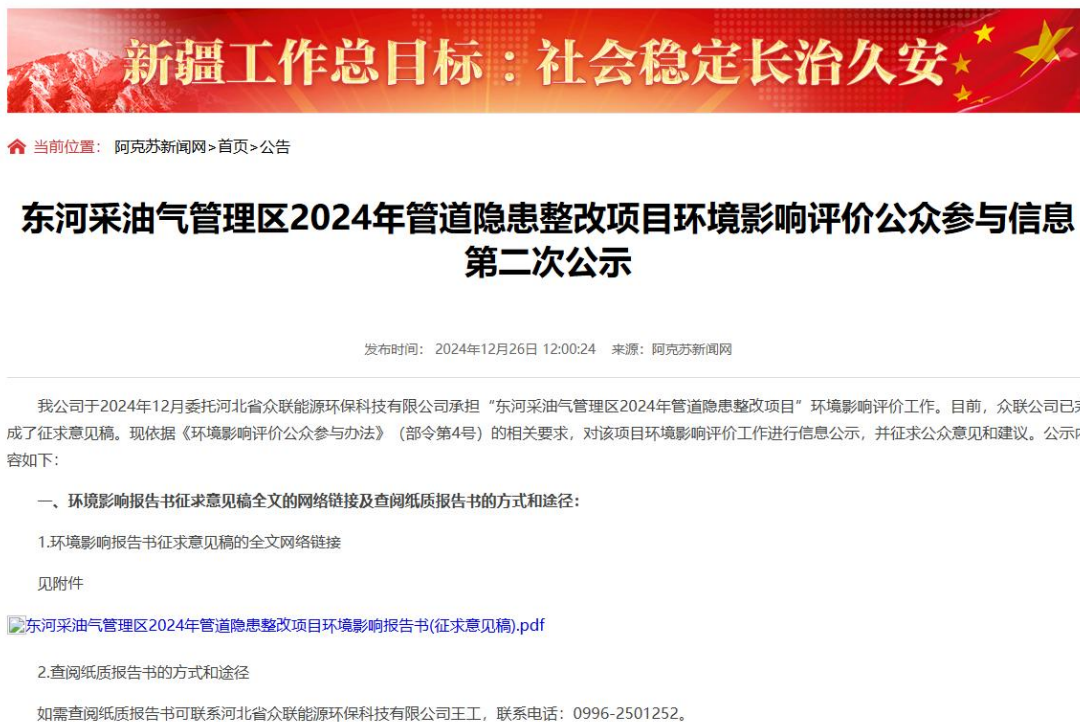 新疆工作总目标：社会稳定长治久安
当前位置： 阿克苏新闻网>首页>公告
东河采油气管理区2024年管道隐患整改项目环境影响评价公众参与信息
第二次公示
发布时间： 2024年12月26日 12:00:24 来源：阿克苏新闻网
我公司于2024年12月委托河北省众联能源环保科技有限公司承担“东河采油气管理区2024年管道隐患整改项目”环境影响评价工作。目前，众联公司已完
成了征求意见稿。现依据《环境影响评价公众参与办法》（部令第4号）的相关要求，对该项目环境影响评价工作进行信息公示，并征求公众意见和建议。公示内
容如下：
一、环境影响报告书征求意见稿全文的网络链接及查阅纸质报告书的方式和途径：
1.环境影响报告书征求意见稿的全文网络链接
见附件
东河采油气管理区2024年管道隐患整改项目环境影响报告书(征求意见稿).pdf
2.查阅纸质报告书的方式和途径
如需查阅纸质报告书可联系河北省众联能源环保科技有限公司王工，联系电话：0996-2501252。